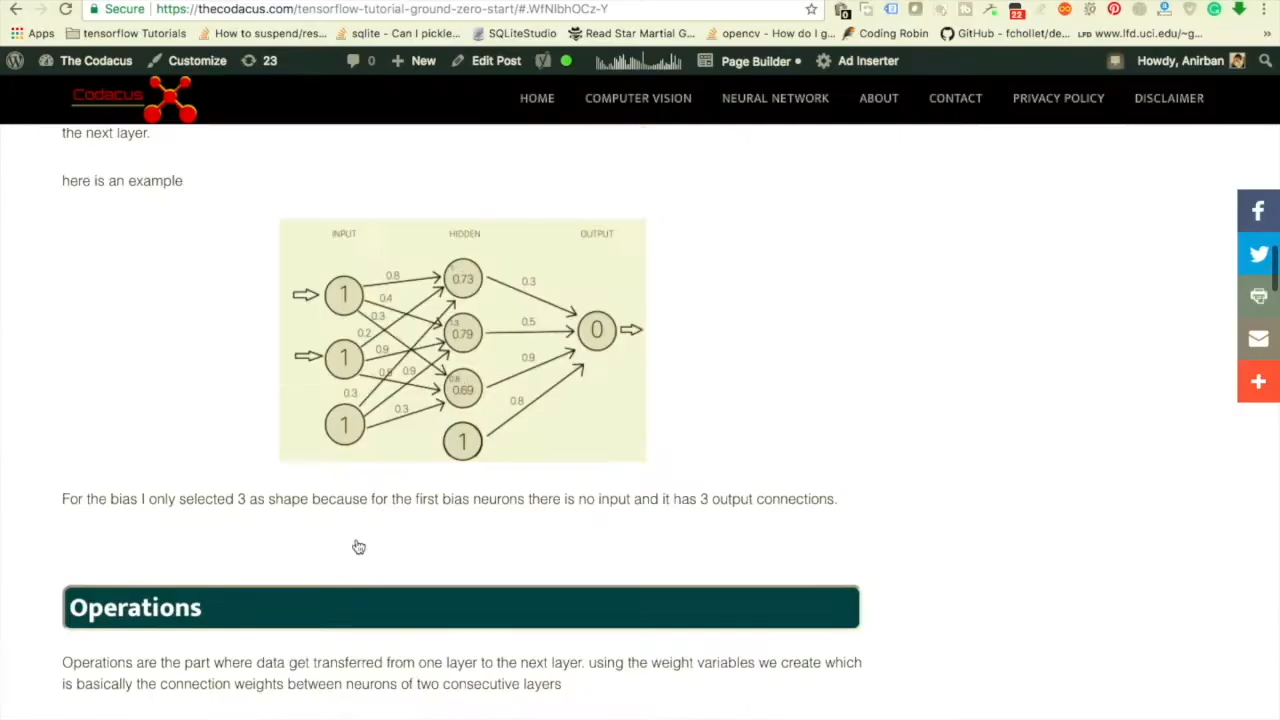 Secure https://thecodacus.com/tensorflow-tutorial-ground-zero-start/#.WfNlbhOCz-Y
22
Apps tensorflow Tutorials How to suspend/res... sqlite - Can I pickle... SQLiteStudio Read Star Martial G... opencv - How do I g... Coding Robin GitHub - fchollet/de... LFD www.lfd.uci.edu/~g... »
The Codacus Customize 23 0 New Edit Post Page Builder Ad Inserter Howdy, Anirban
Codacus HOME COMPUTER VISION NEURAL NETWORK ABOUT CONTACT PRIVACY POLICY DISCLAIMER
the next layer.
here is an example
INPUT HIDDEN OUTPUT
1 0.8 0.73 0.3
0.4
0.3
0.2 0.79 0.5 0
1 0.9 0.9
0.9
0.3 0.69
1 0.3 0.8
1
For the bias I only selected 3 as shape because for the first bias neurons there is no input and it has 3 output connections.
Operations
Operations are the part where data get transferred from one layer to the next layer. using the weight variables we create which
is basically the connection weights between neurons of two consecutive layers